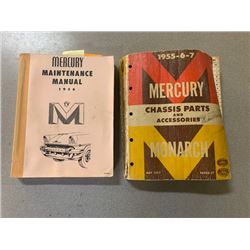 MERCURY
MAINTENANCE
MANUAL
1956
M
1955-6-7
MERCURY
CHASSIS PARTS
AND
ACCESSORIES
MONARCH